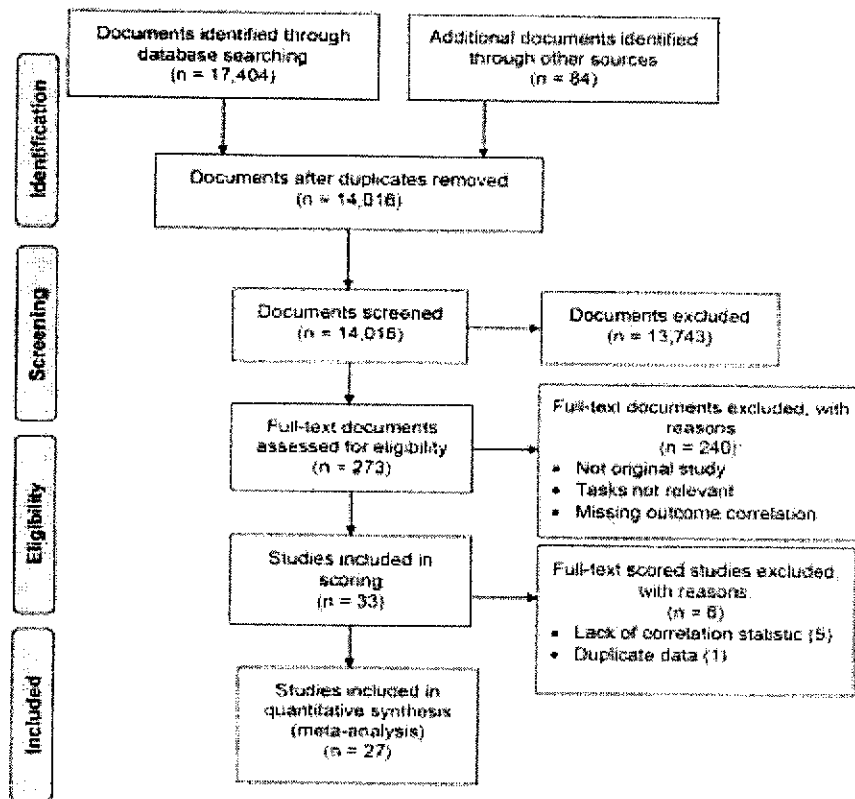 Documents identified through
database searching
(n = 17,404)
Additional documents identified
through other sources
(n = 84)
Identification
Documents after duplicates removed
(n = 14,016)
Screening
Documents screened
(n = 14,016)
Documents excluded
(n = 13,743)
Eligibility
Full-text documents
assessed for eligibility
(n = 273)
Full-text documents excluded, with
reasons
(n = 240):
• Not original study
• Tasks not relevant
• Missing outcome correlation
Studies included in
scoring
(n = 33)
Full-text scored studies excluded,
with reasons
(n = 6)
• Lack of correlation statistic (5)
• Duplicate data (1)
Included
Studies included in
quantitative synthesis
(meta-analysis)
(n = 27)